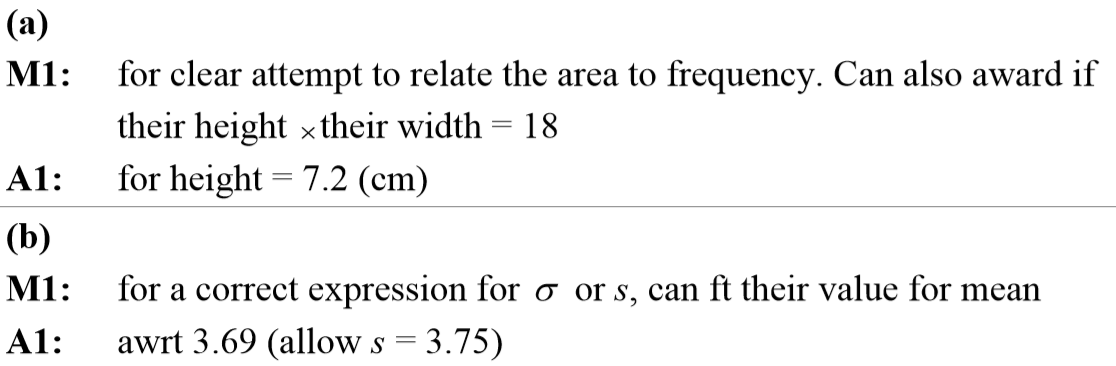 (a)
M1: for clear attempt to relate the area to frequency. Can also award if
their height × their width = 18
A1: for height = 7.2 (cm)
(b)
M1: for a correct expression for σ or s, can ft their value for mean
A1: awrt 3.69 (allow s = 3.75)